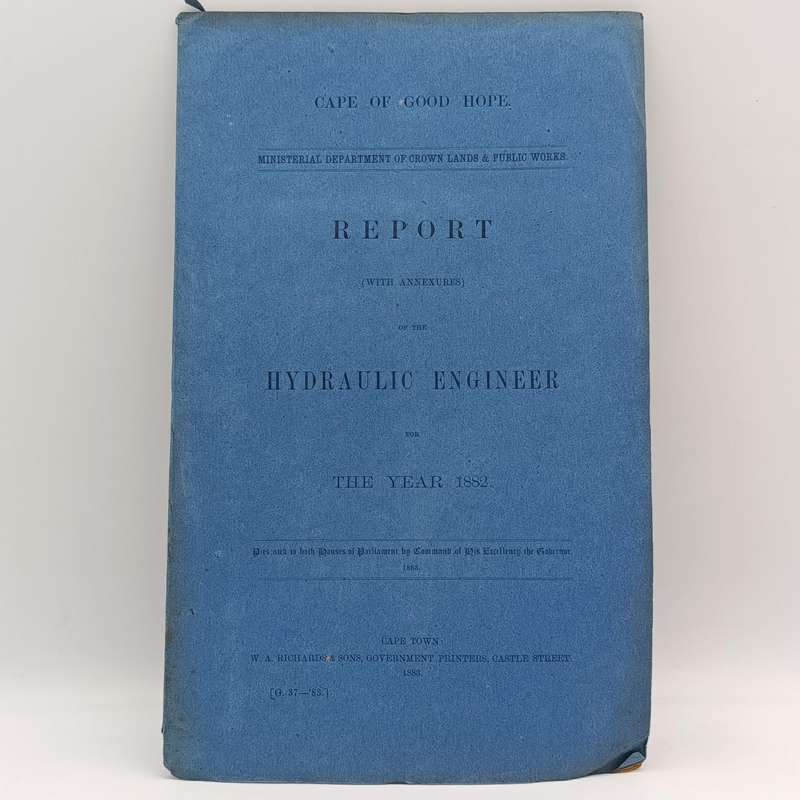 CAPE OF GOOD HOPE.
MINISTERIAL DEPARTMENT OF CROWN LANDS & PUBLIC WORKS.
REPORT
(WITH ANNEXURES)
OF THE
HYDRAULIC ENGINEER
FOR
THE YEAR 1882.
Presented to both Houses of Parliament by Command of His Excellency the Governor.
1883.
CAPE TOWN:
W. A. RICHARDS & SONS, GOVERNMENT PRINTERS, CASTLE STREET.
1883.
[G. 37—'83.]